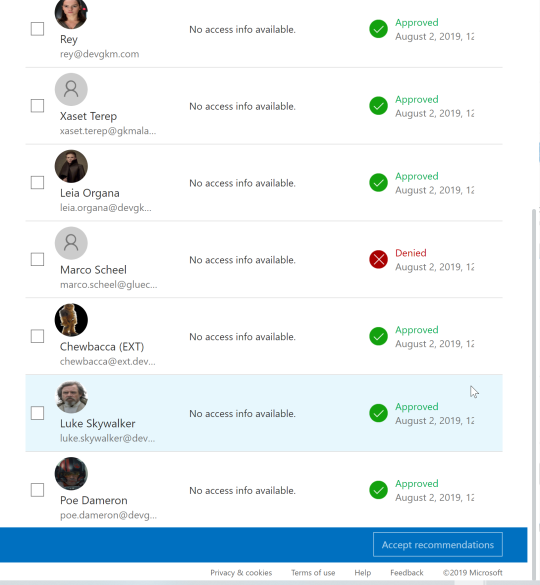 Rey
rey@devgkm.com
No access info available.
Approved
August 2, 2019, 12
Xaset Terep
xaset.terep@gkmala...
No access info available.
Approved
August 2, 2019, 12
Leia Organa
leia.organa@devgk...
No access info available.
Approved
August 2, 2019, 12
Marco Scheel
marco.scheel@gluec...
No access info available.
Denied
August 2, 2019, 12
Chewbacca (EXT)
chewbacca@ext.dev...
No access info available.
Approved
August 2, 2019, 12
Luke Skywalker
luke.skywalker@dev...
No access info available.
Approved
August 2, 2019, 12
Poe Dameron
poe.dameron@devg...
No access info available.
Approved
August 2, 2019, 12
Accept recommendations
Privacy & cookies Terms of use Help Feedback ©2019 Microsoft